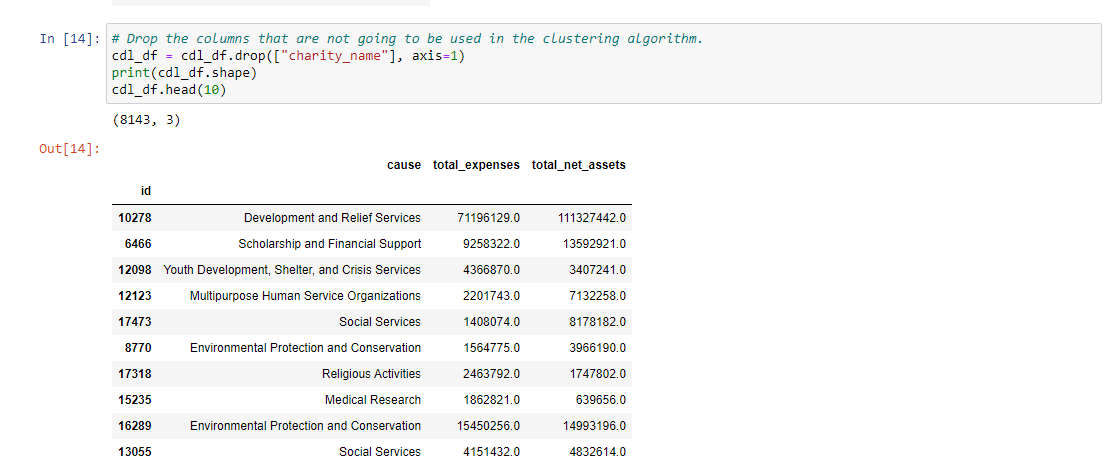 In [14]: # Drop the columns that are not going to be used in the clustering algorithm.
cdl_df = cdl_df.drop(["charity_name"], axis=1)
print(cdl_df.shape)
cdl_df.head(10)
(8143, 3)
Out[14]:
cause total_expenses total_net_assets
id
10278 Development and Relief Services 71196129.0 111327442.0
6466 Scholarship and Financial Support 9258322.0 13592921.0
12098 Youth Development, Shelter, and Crisis Services 4366870.0 3407241.0
12123 Multipurpose Human Service Organizations 2201743.0 7132258.0
17473 Social Services 1408074.0 8178182.0
8770 Environmental Protection and Conservation 1564775.0 3966190.0
17318 Religious Activities 2463792.0 1747802.0
15235 Medical Research 1862821.0 639656.0
16289 Environmental Protection and Conservation 15450256.0 14993196.0
13055 Social Services 4151432.0 4832614.0